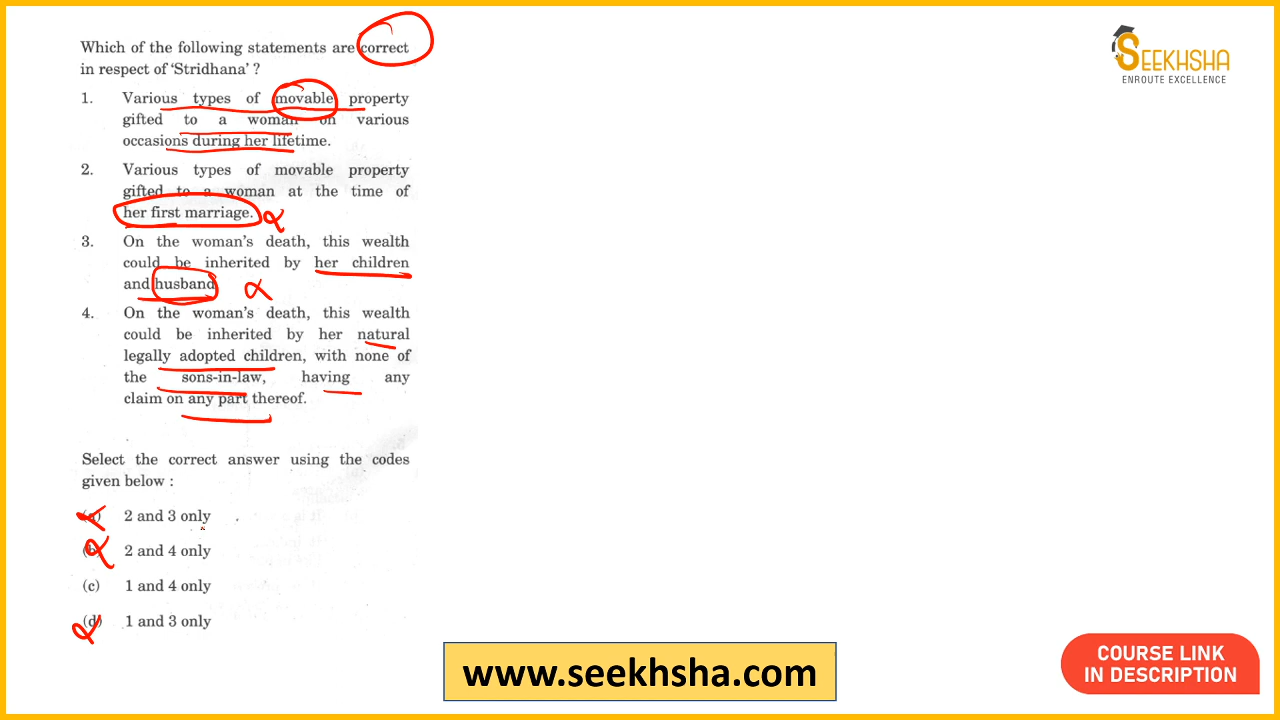 Which of the following statements are correct
in respect of 'Stridhana' ?
1. Various types of movable property
gifted to a woman on various
occasions during her lifetime.
2. Various types of movable property
gifted to a woman at the time of
her first marriage.
3. On the woman's death, this wealth
could be inherited by her children
and husband
4. On the woman's death, this wealth
could be inherited by her natural
legally adopted children, with none of
the sons-in-law, having any
claim on any part thereof.
Select the correct answer using the codes
given below :
(a) 2 and 3 only
(b) 2 and 4 only
(c) 1 and 4 only
(d) 1 and 3 only
SEEKHSHA
ENROUTE EXCELLENCE
www.seekhsha.com
COURSE LINK
IN DESCRIPTION